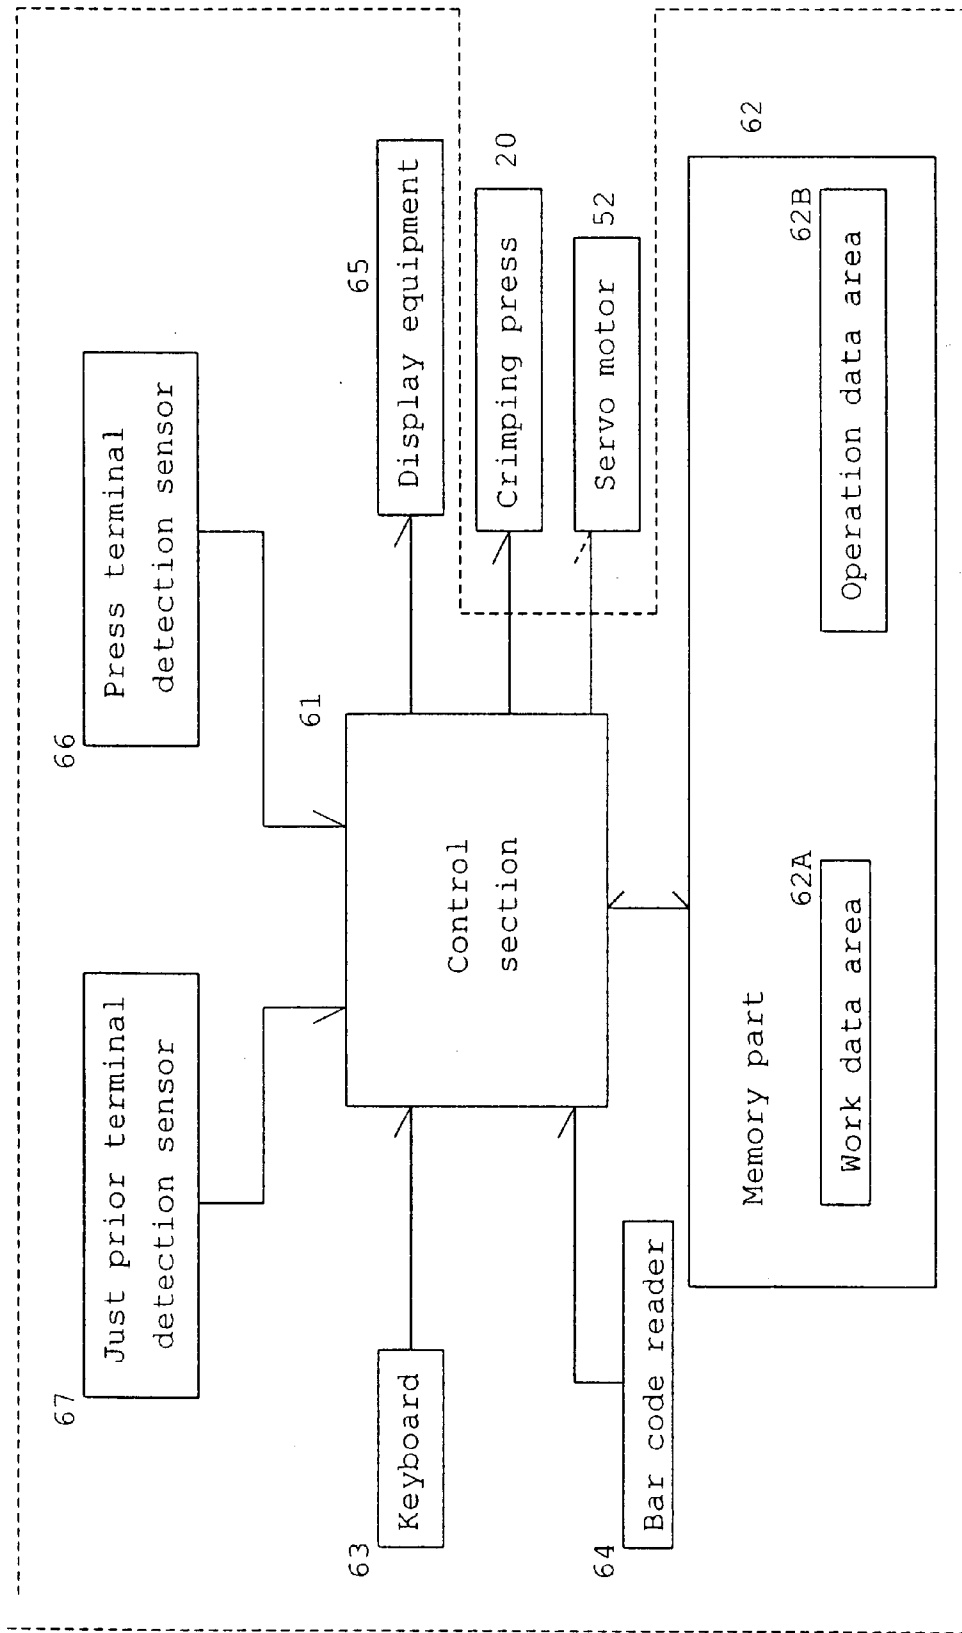 67
Just prior terminal
detection sensor
66
Press terminal
detection sensor
63
Keyboard
61
Control
section
65
Display equipment
Crimping press
20
Servo motor
52
64
Bar code reader
62
Memory part
62A
Work data area
62B
Operation data area